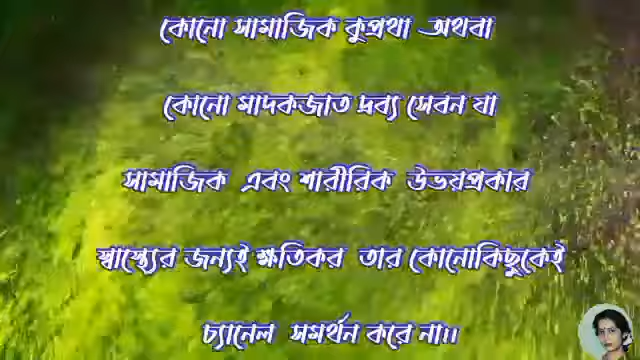 কোনো সামাজিক কুপ্রথা অথবা
কোনো মাদকজাত দ্রব্য সেবন যা
সামাজিক এবং শারীরিক উভয়প্রকার
স্বাস্থ্যের জন্যই ক্ষতিকর তার কোনোকিছুকেই
চ্যানেল সমর্থন করে না।।